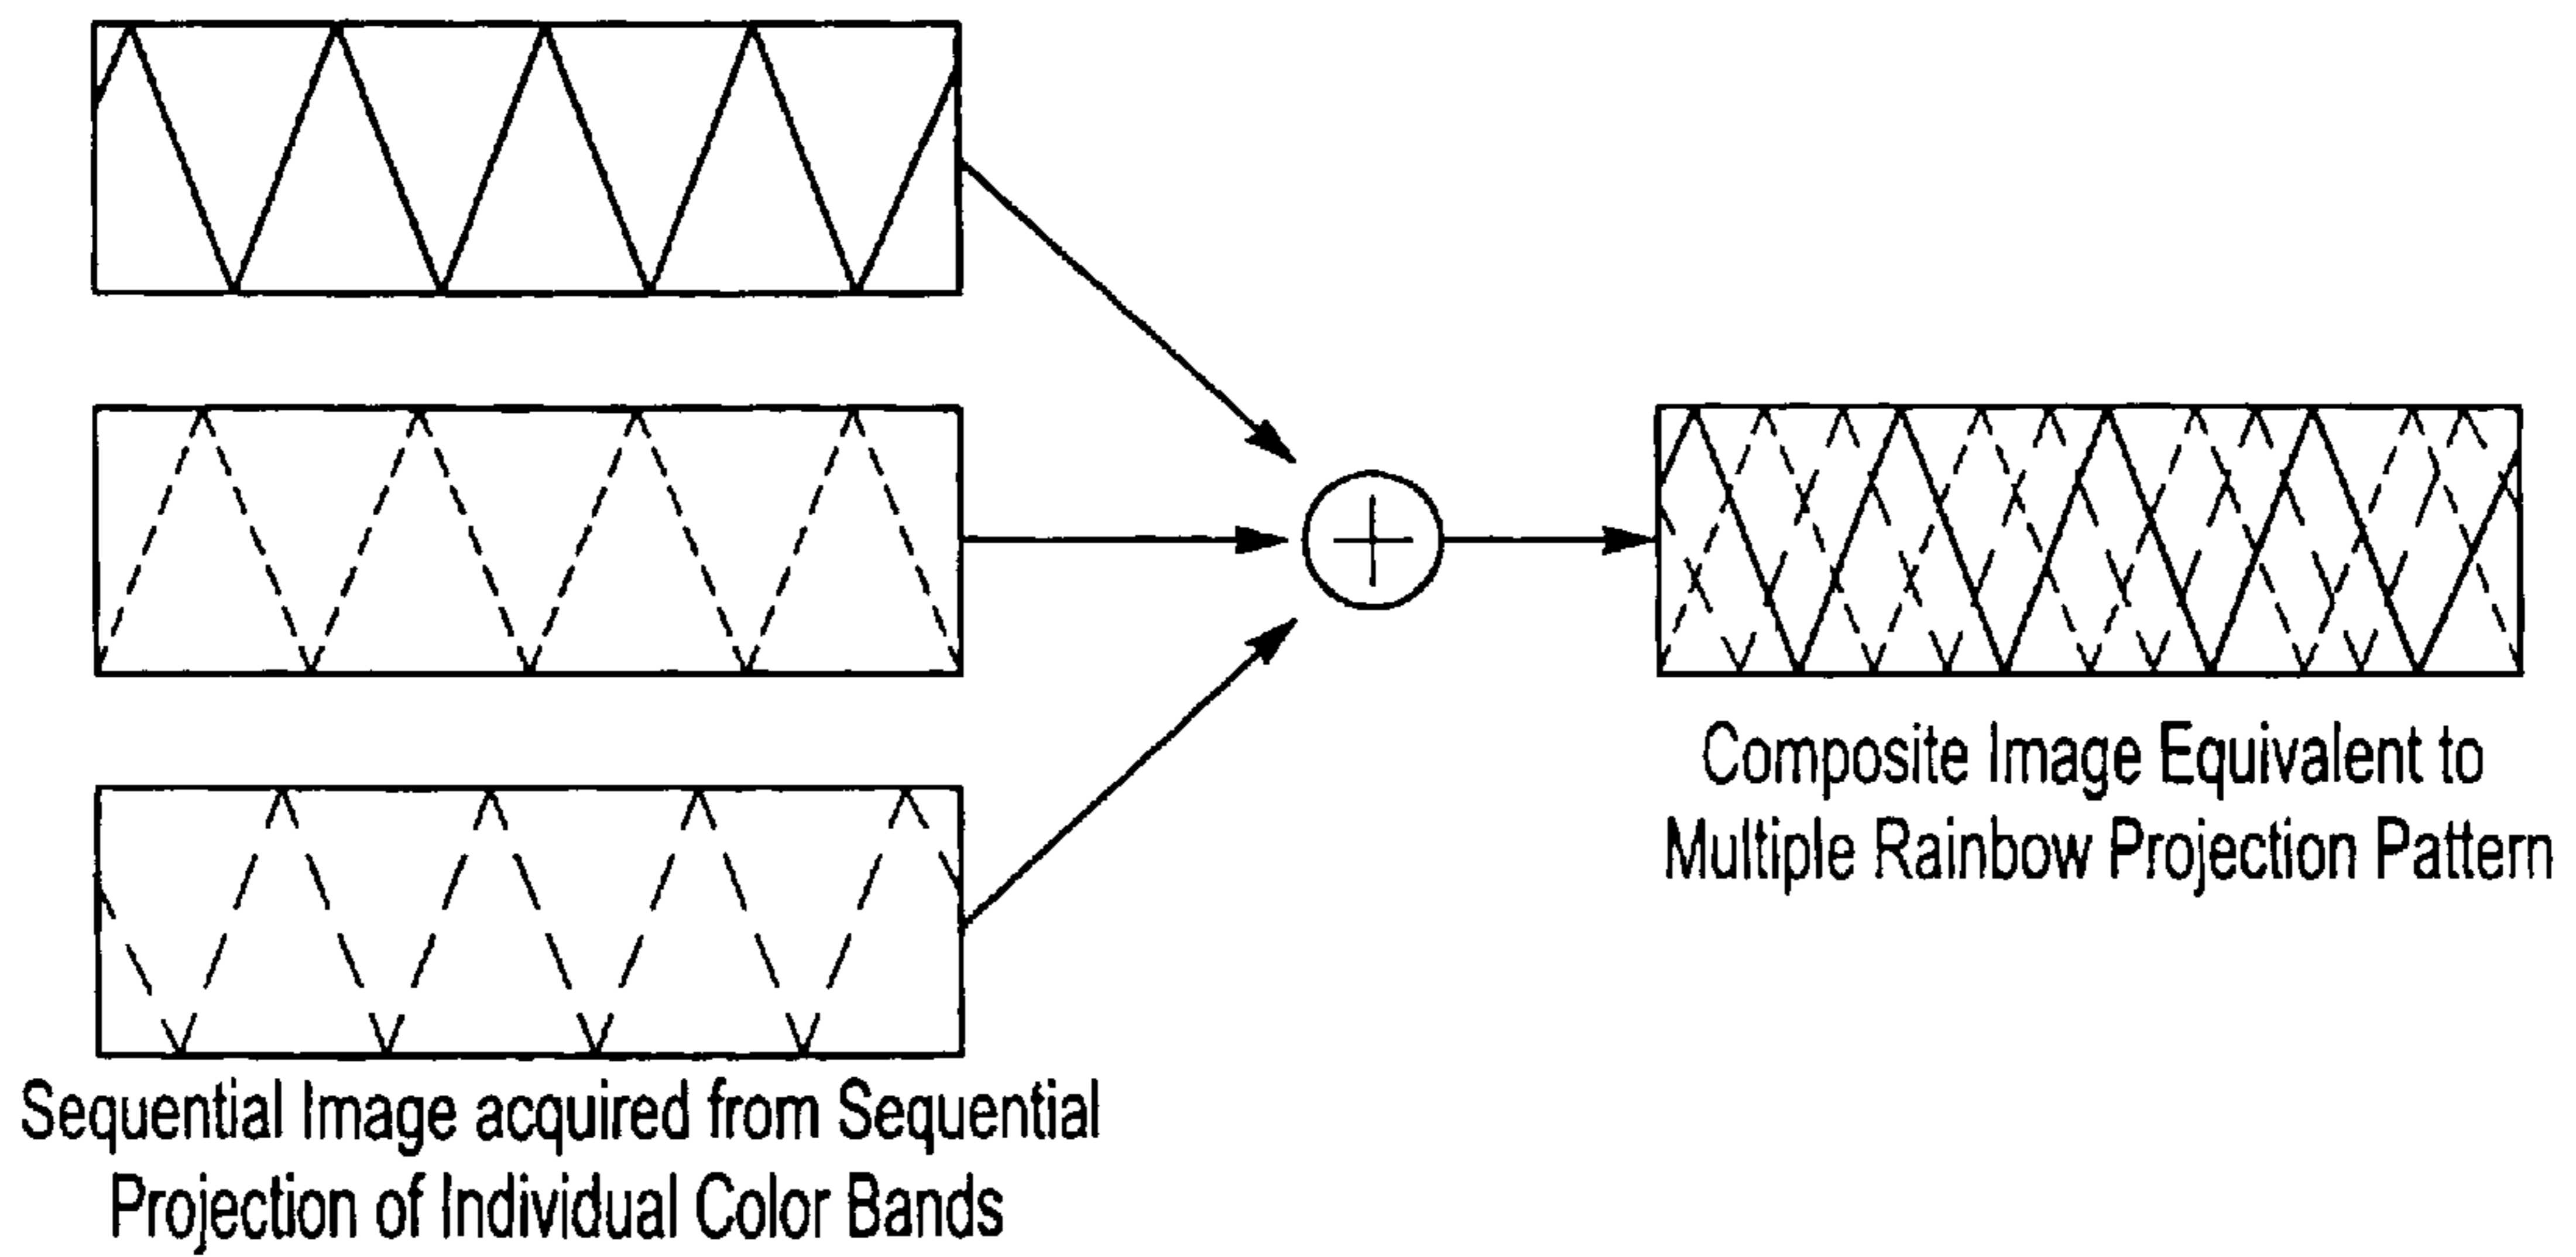 Composite Image Equivalent to
Multiple Rainbow Projection Pattern
Sequential Image acquired from Sequential
Projection of Individual Color Bands